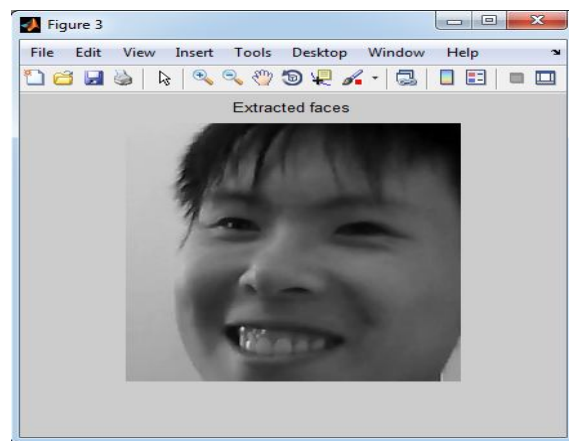 Figure 3
File Edit View Insert Tools Desktop Window Help
Extracted faces